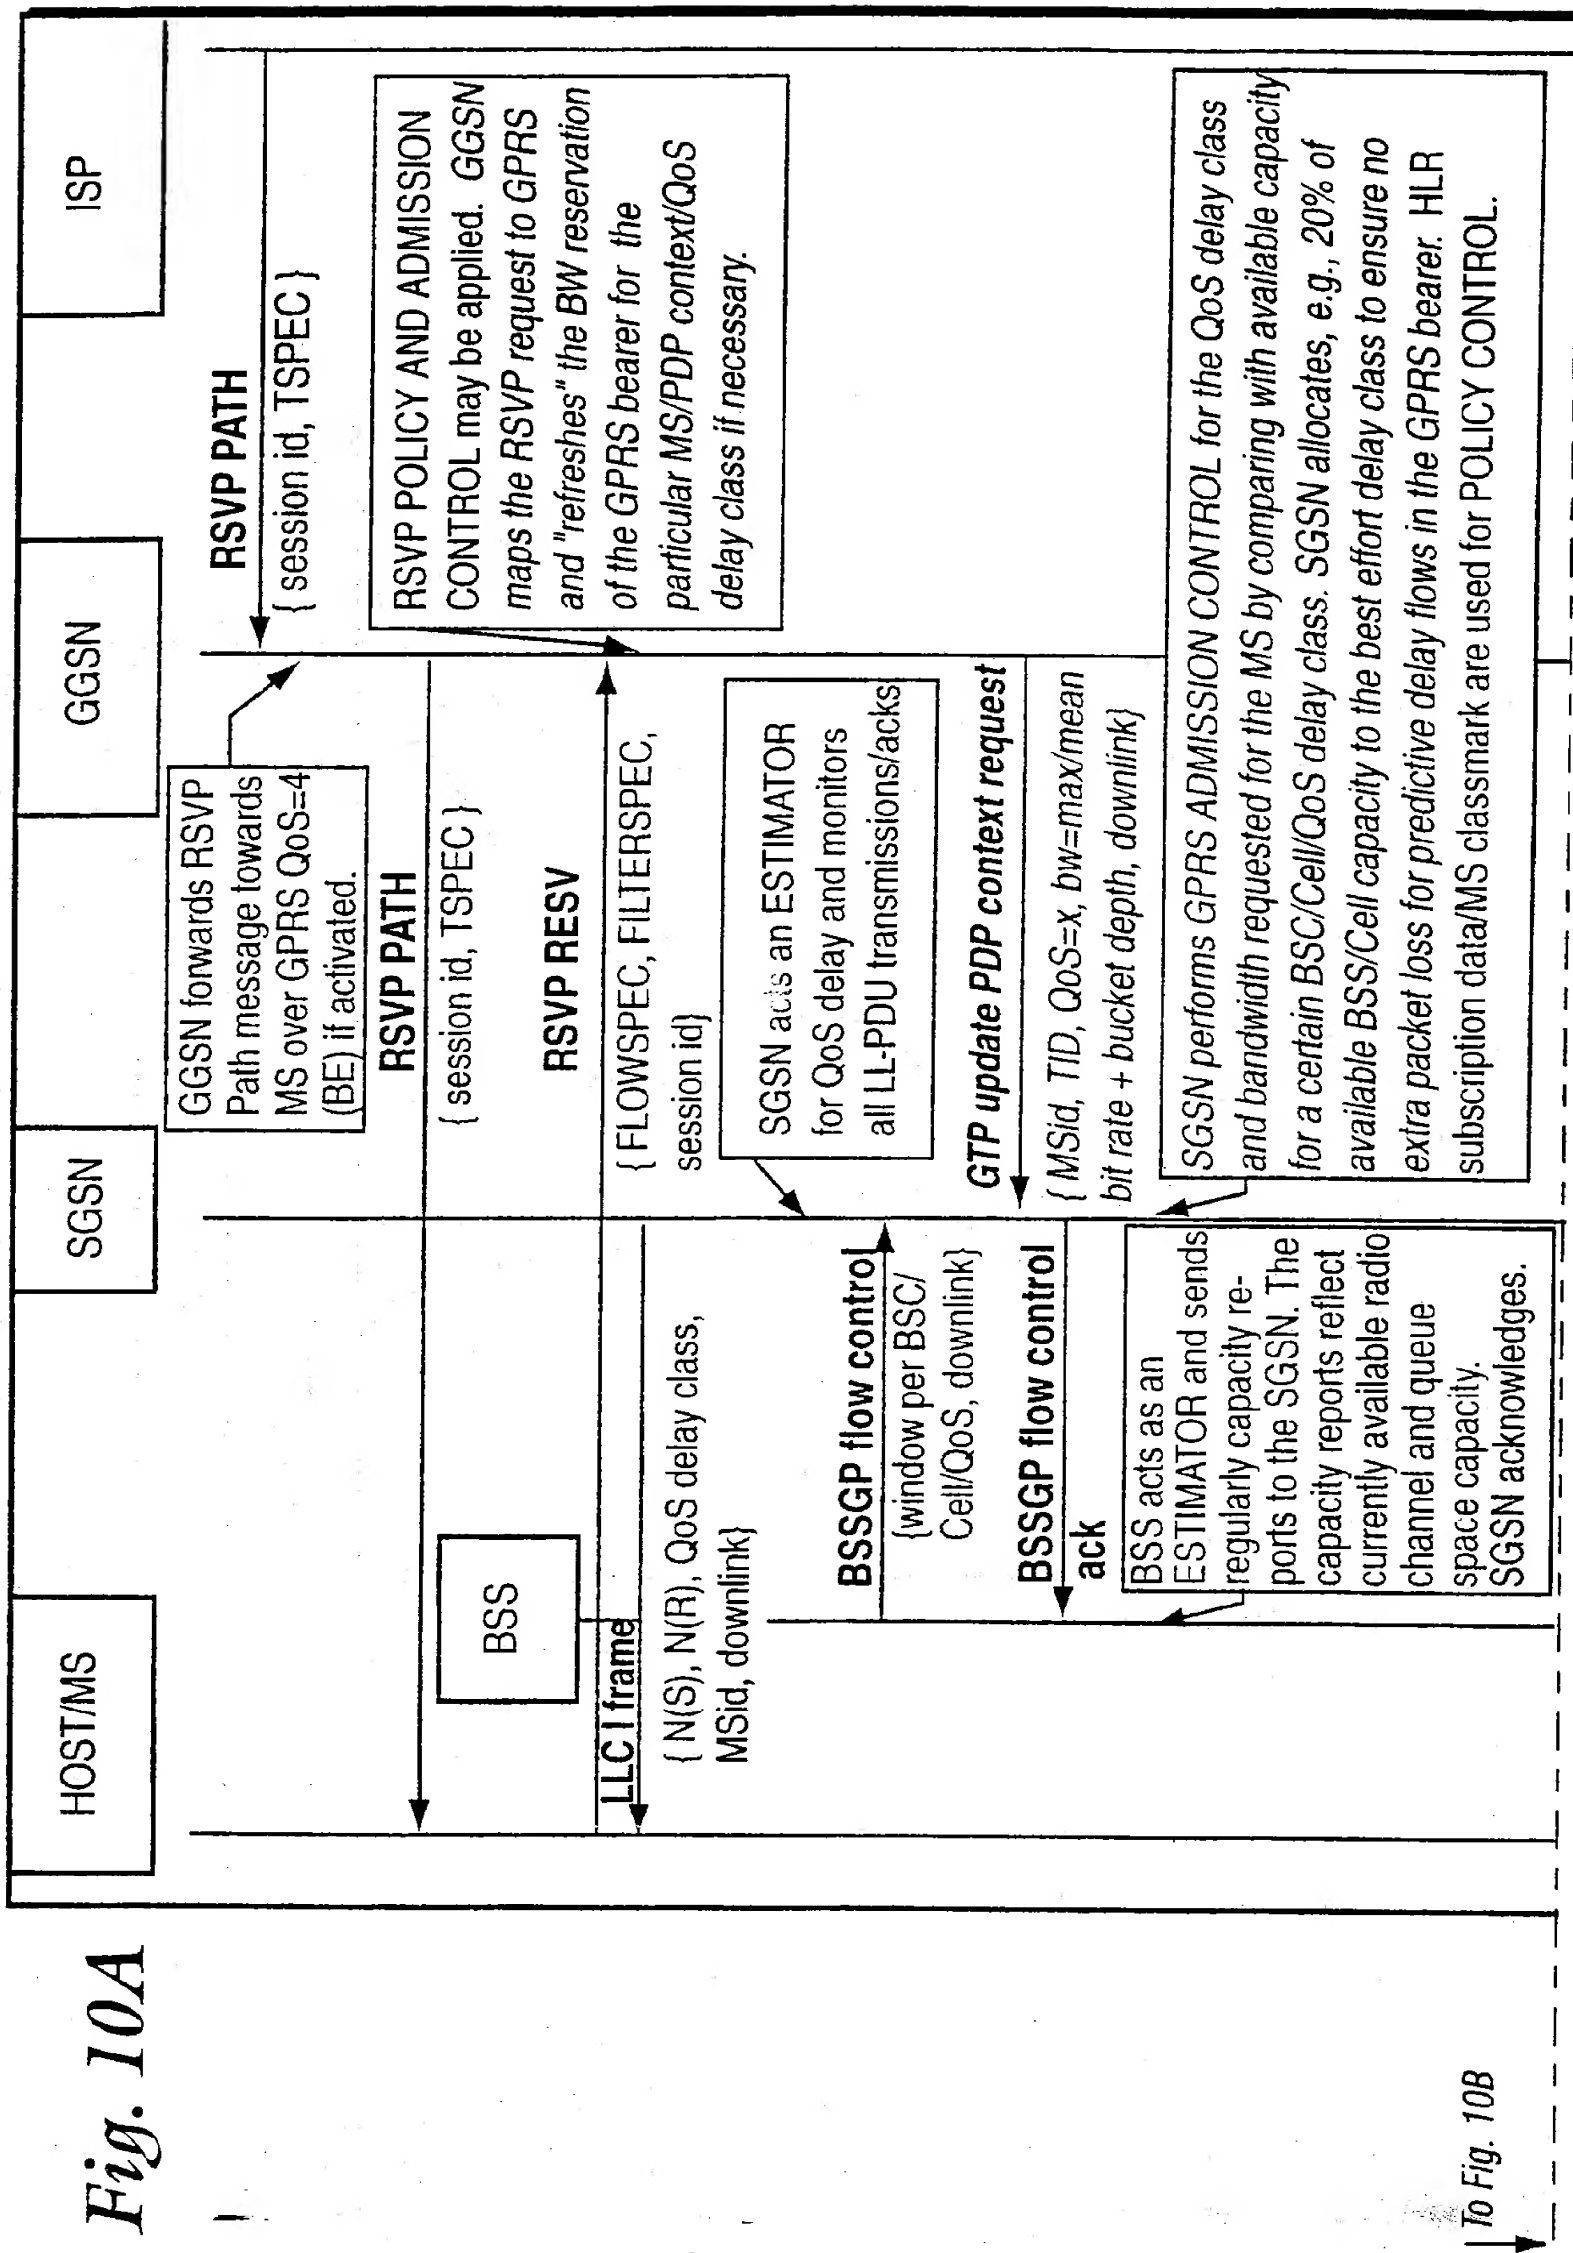 Fig. 10A
HOST/MS
SGSN
GGSN
ISP
RSVP PATH
{ session id, TSPEC }
GGSN forwards RSVP
Path message towards
MS over GPRS QoS=4
(BE) if activated.
RSVP PATH
{ session id, TSPEC }
RSVP POLICY AND ADMISSION
CONTROL may be applied. GGSN
maps the RSVP request to GPRS
and "refreshes" the BW reservation
of the GPRS bearer for the
particular MS/PDP context/QoS
delay class if necessary.
BSS
RSVP RESV
{ FLOWSPEC, FILTERSPEC,
session id}
LLC I frame
{ N(S), N(R), QoS delay class,
MSid, downlink}
SGSN acts an ESTIMATOR
for QoS delay and monitors
all LL-PDU transmissions/acks
BSSGP flow control
{window per BSC/
Cell/QoS, downlink}
GTP update PDP context request
{ MSid, TID, QoS=x, bw=max/mean
bit rate + bucket depth, downlink}
BSSGP flow control
ack
BSS acts as an
ESTIMATOR and sends
regularly capacity re-
ports to the SGSN. The
capacity reports reflect
currently available radio
channel and queue
space capacity.
SGSN acknowledges.
SGSN performs GPRS ADMISSION CONTROL for the QoS delay class
and bandwidth requested for the MS by comparing with available capacity
for a certain BSC/Cell/QoS delay class. SGSN allocates, e.g., 20% of
available BSS/Cell capacity to the best effort delay class to ensure no
extra packet loss for predictive delay flows in the GPRS bearer. HLR
subscription data/MS classmark are used for POLICY CONTROL.
To Fig. 10B